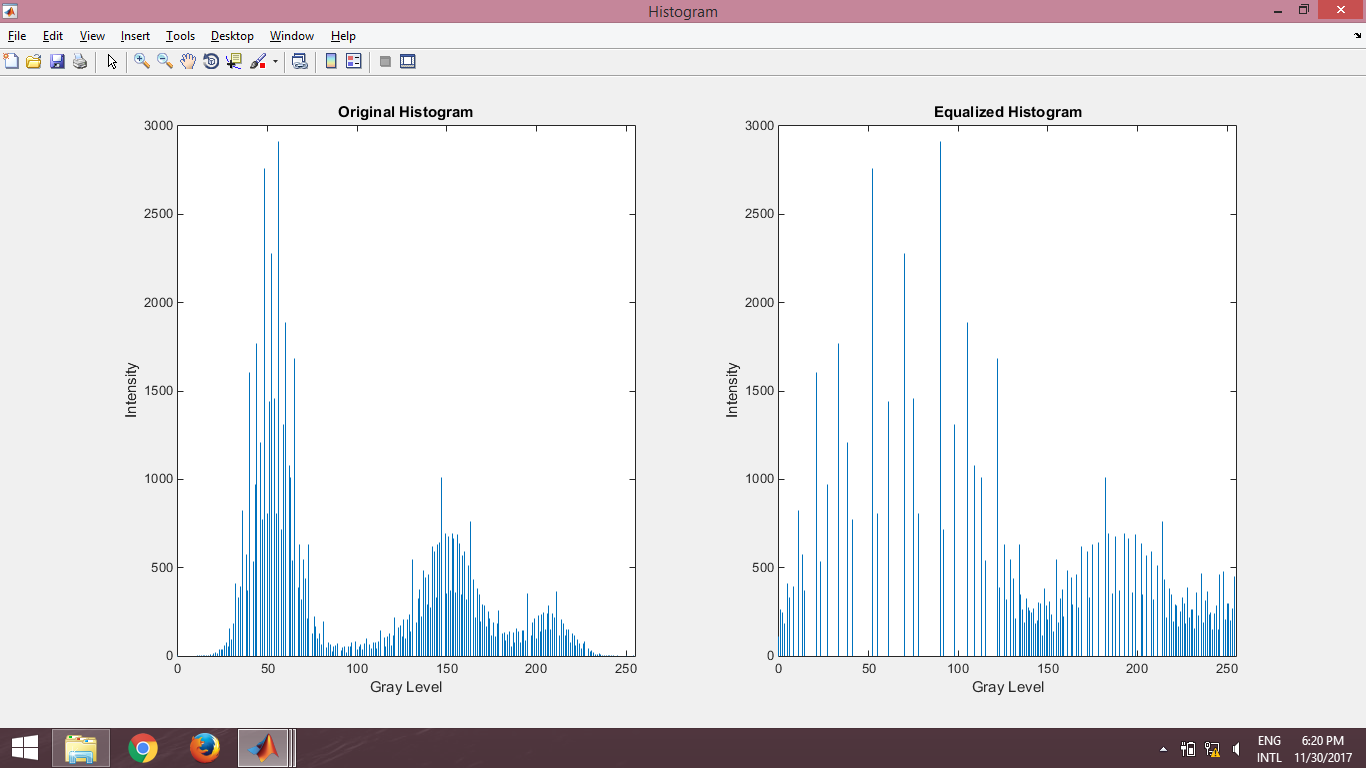 Histogram
File Edit View Insert Tools Desktop Window Help
Original Histogram
3000
2500
2000
1500
1000
500
0
Intensity
0 50 100 150 200 250
Gray Level
Equalized Histogram
3000
2500
2000
1500
1000
500
0
Intensity
0 50 100 150 200 250
Gray Level
ENG 6:20 PM
INTL 11/30/2017